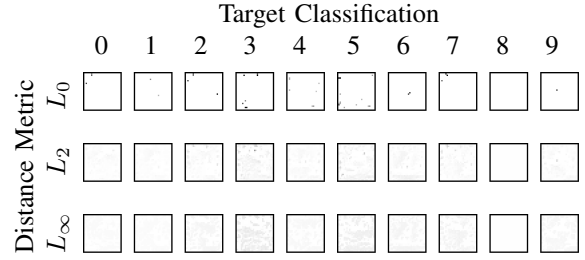 Target Classification
0 1 2 3 4 5 6 7 8 9
Distance Metric
L0
L2
L∞